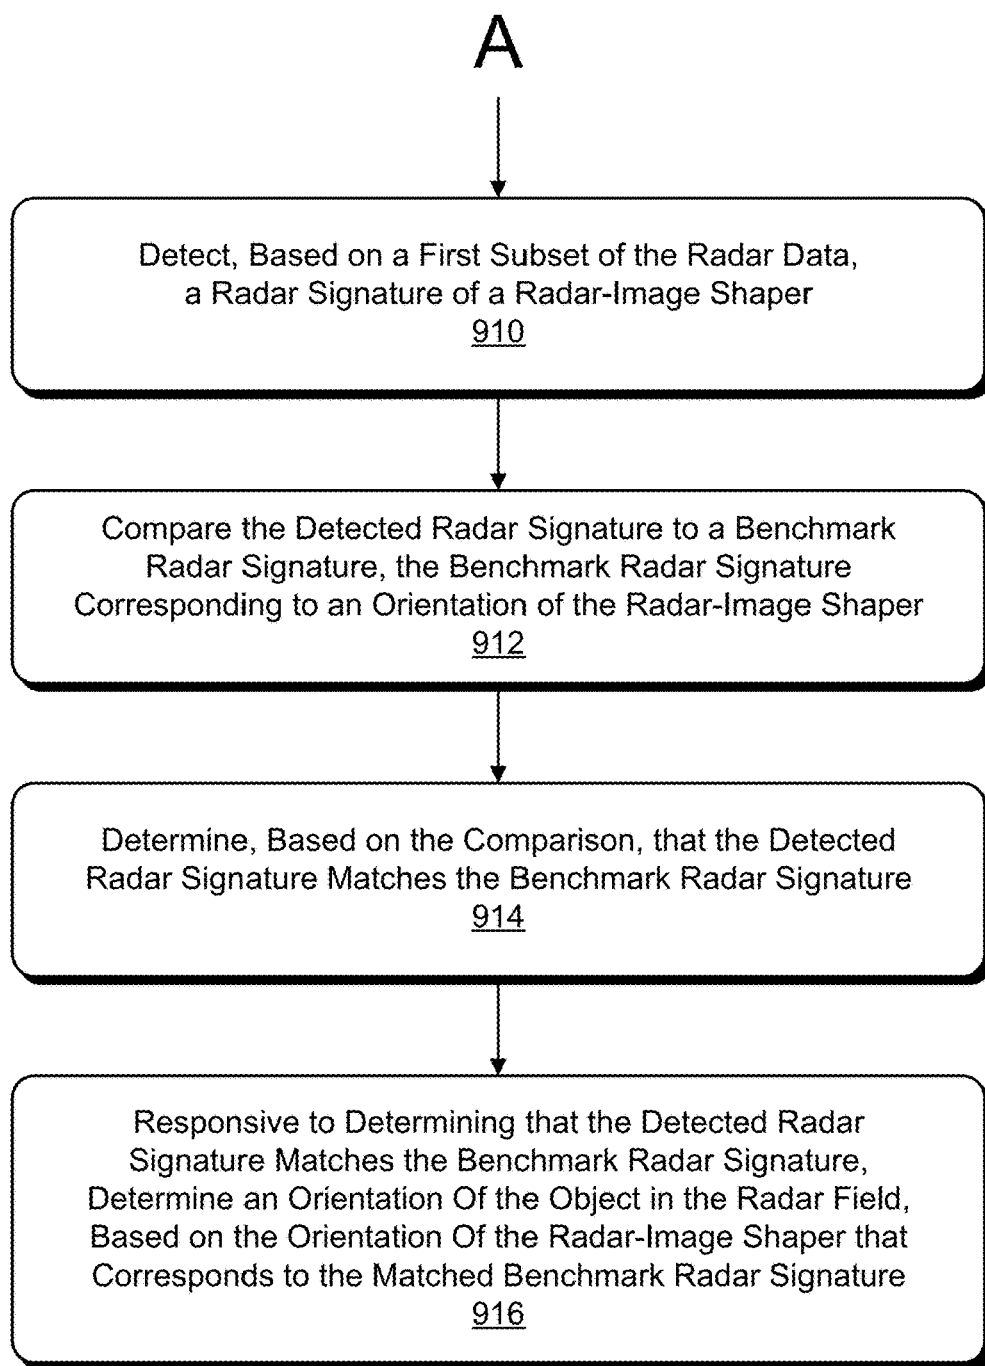 A
Detect, Based on a First Subset of the Radar Data,
a Radar Signature of a Radar-Image Shaper
910
Compare the Detected Radar Signature to a Benchmark
Radar Signature, the Benchmark Radar Signature
Corresponding to an Orientation of the Radar-Image Shaper
912
Determine, Based on the Comparison, that the Detected
Radar Signature Matches the Benchmark Radar Signature
914
Responsive to Determining that the Detected Radar
Signature Matches the Benchmark Radar Signature,
Determine an Orientation Of the Object in the Radar Field,
Based on the Orientation Of the Radar-Image Shaper that
Corresponds to the Matched Benchmark Radar Signature
916